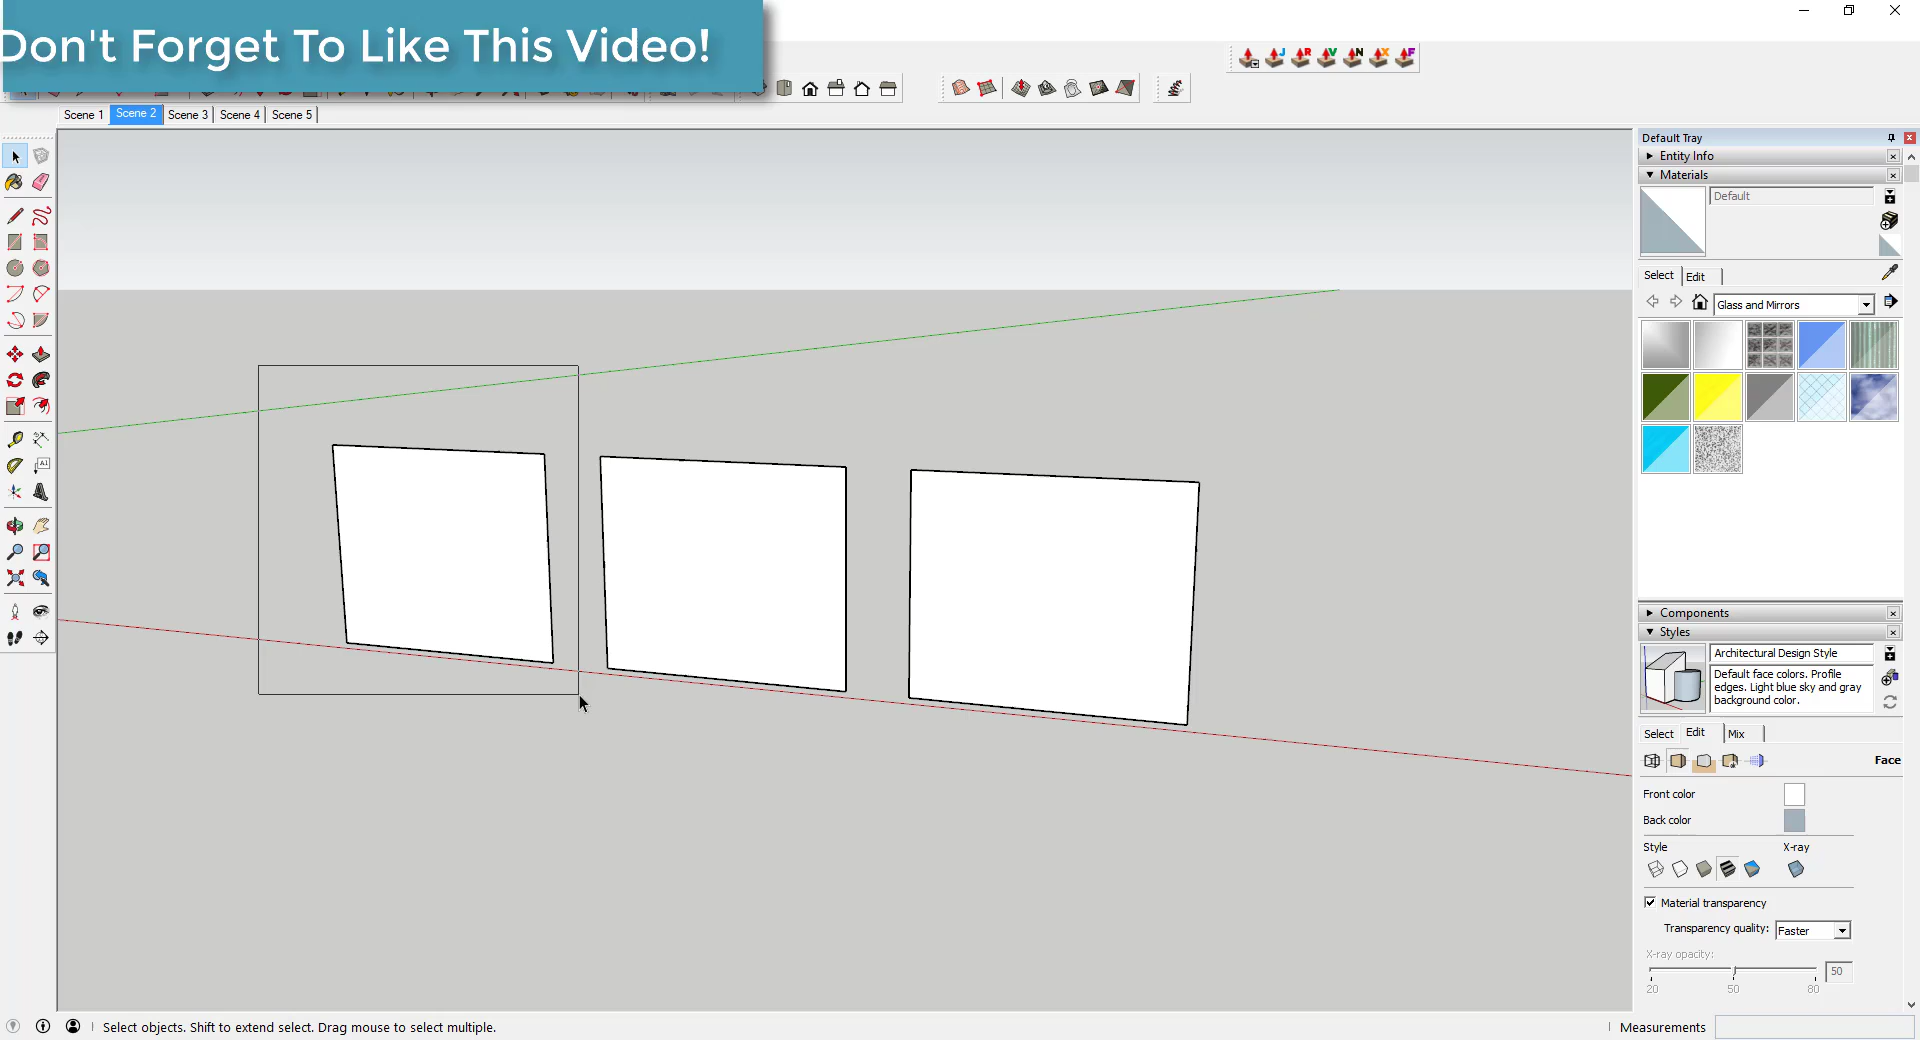 Don't Forget To Like This Video!
J R V N X F
Scene 1 Scene 2 Scene 3 Scene 4 Scene 5
Default Tray
Entity Info
Materials
Default
Select Edit
Glass and Mirrors
A1
Components
Styles
Architectural Design Style
Default face colors. Profile
edges. Light blue sky and gray
background color.
Select Edit Mix
Face
Front color
Back color
Style X-ray
Material transparency
Transparency quality: Faster
X-ray opacity:
50
20 50 80
Select objects. Shift to extend select. Drag mouse to select multiple.
Measurements